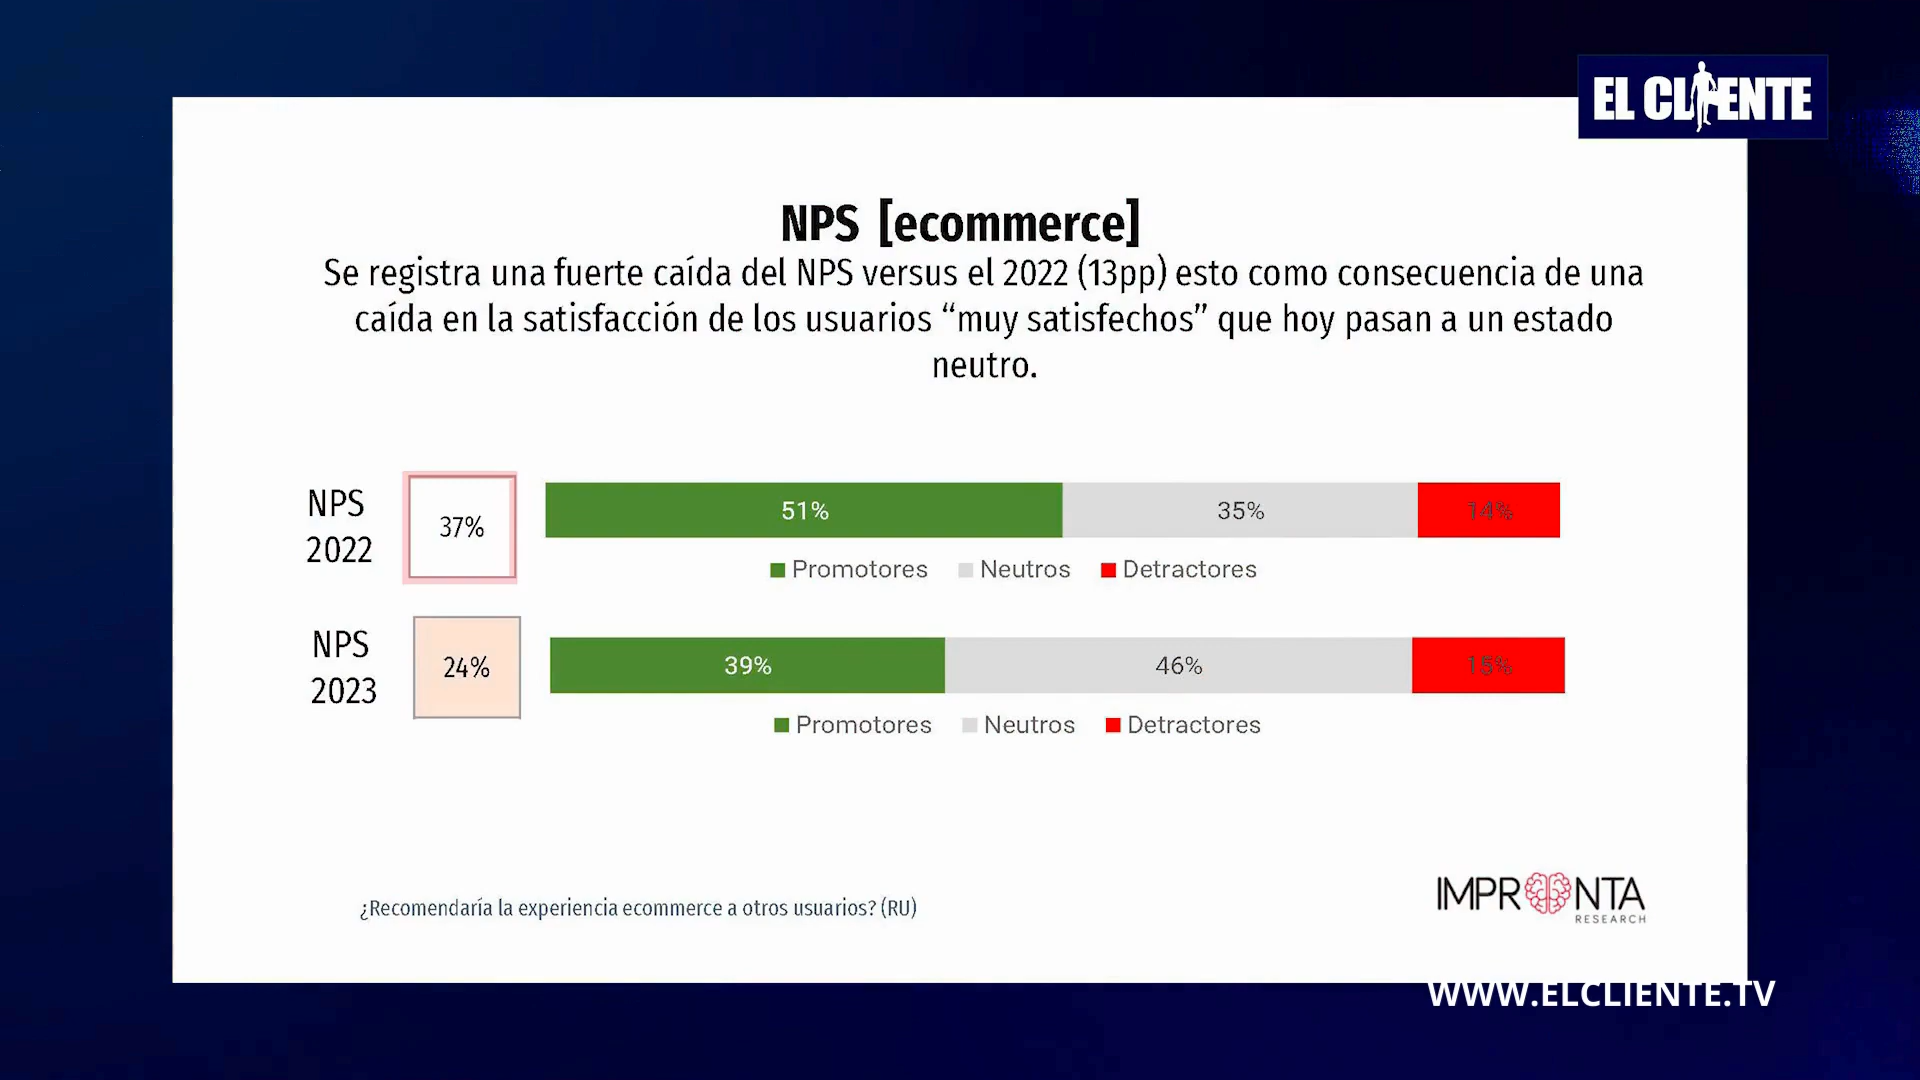 EL CLIENTE
NPS [ecommerce]
Se registra una fuerte caída del NPS versus el 2022 (13pp) esto como consecuencia de una
caída en la satisfacción de los usuarios “muy satisfechos” que hoy pasan a un estado
neutro.
NPS
2022
37%
51%
35%
14%
Promotores
Neutros
Detractores
NPS
2023
24%
39%
46%
15%
Promotores
Neutros
Detractores
¿Recomendaría la experiencia ecommerce a otros usuarios? (RU)
IMPRONTA
RESEARCH
WWW.ELCLIENTE.TV